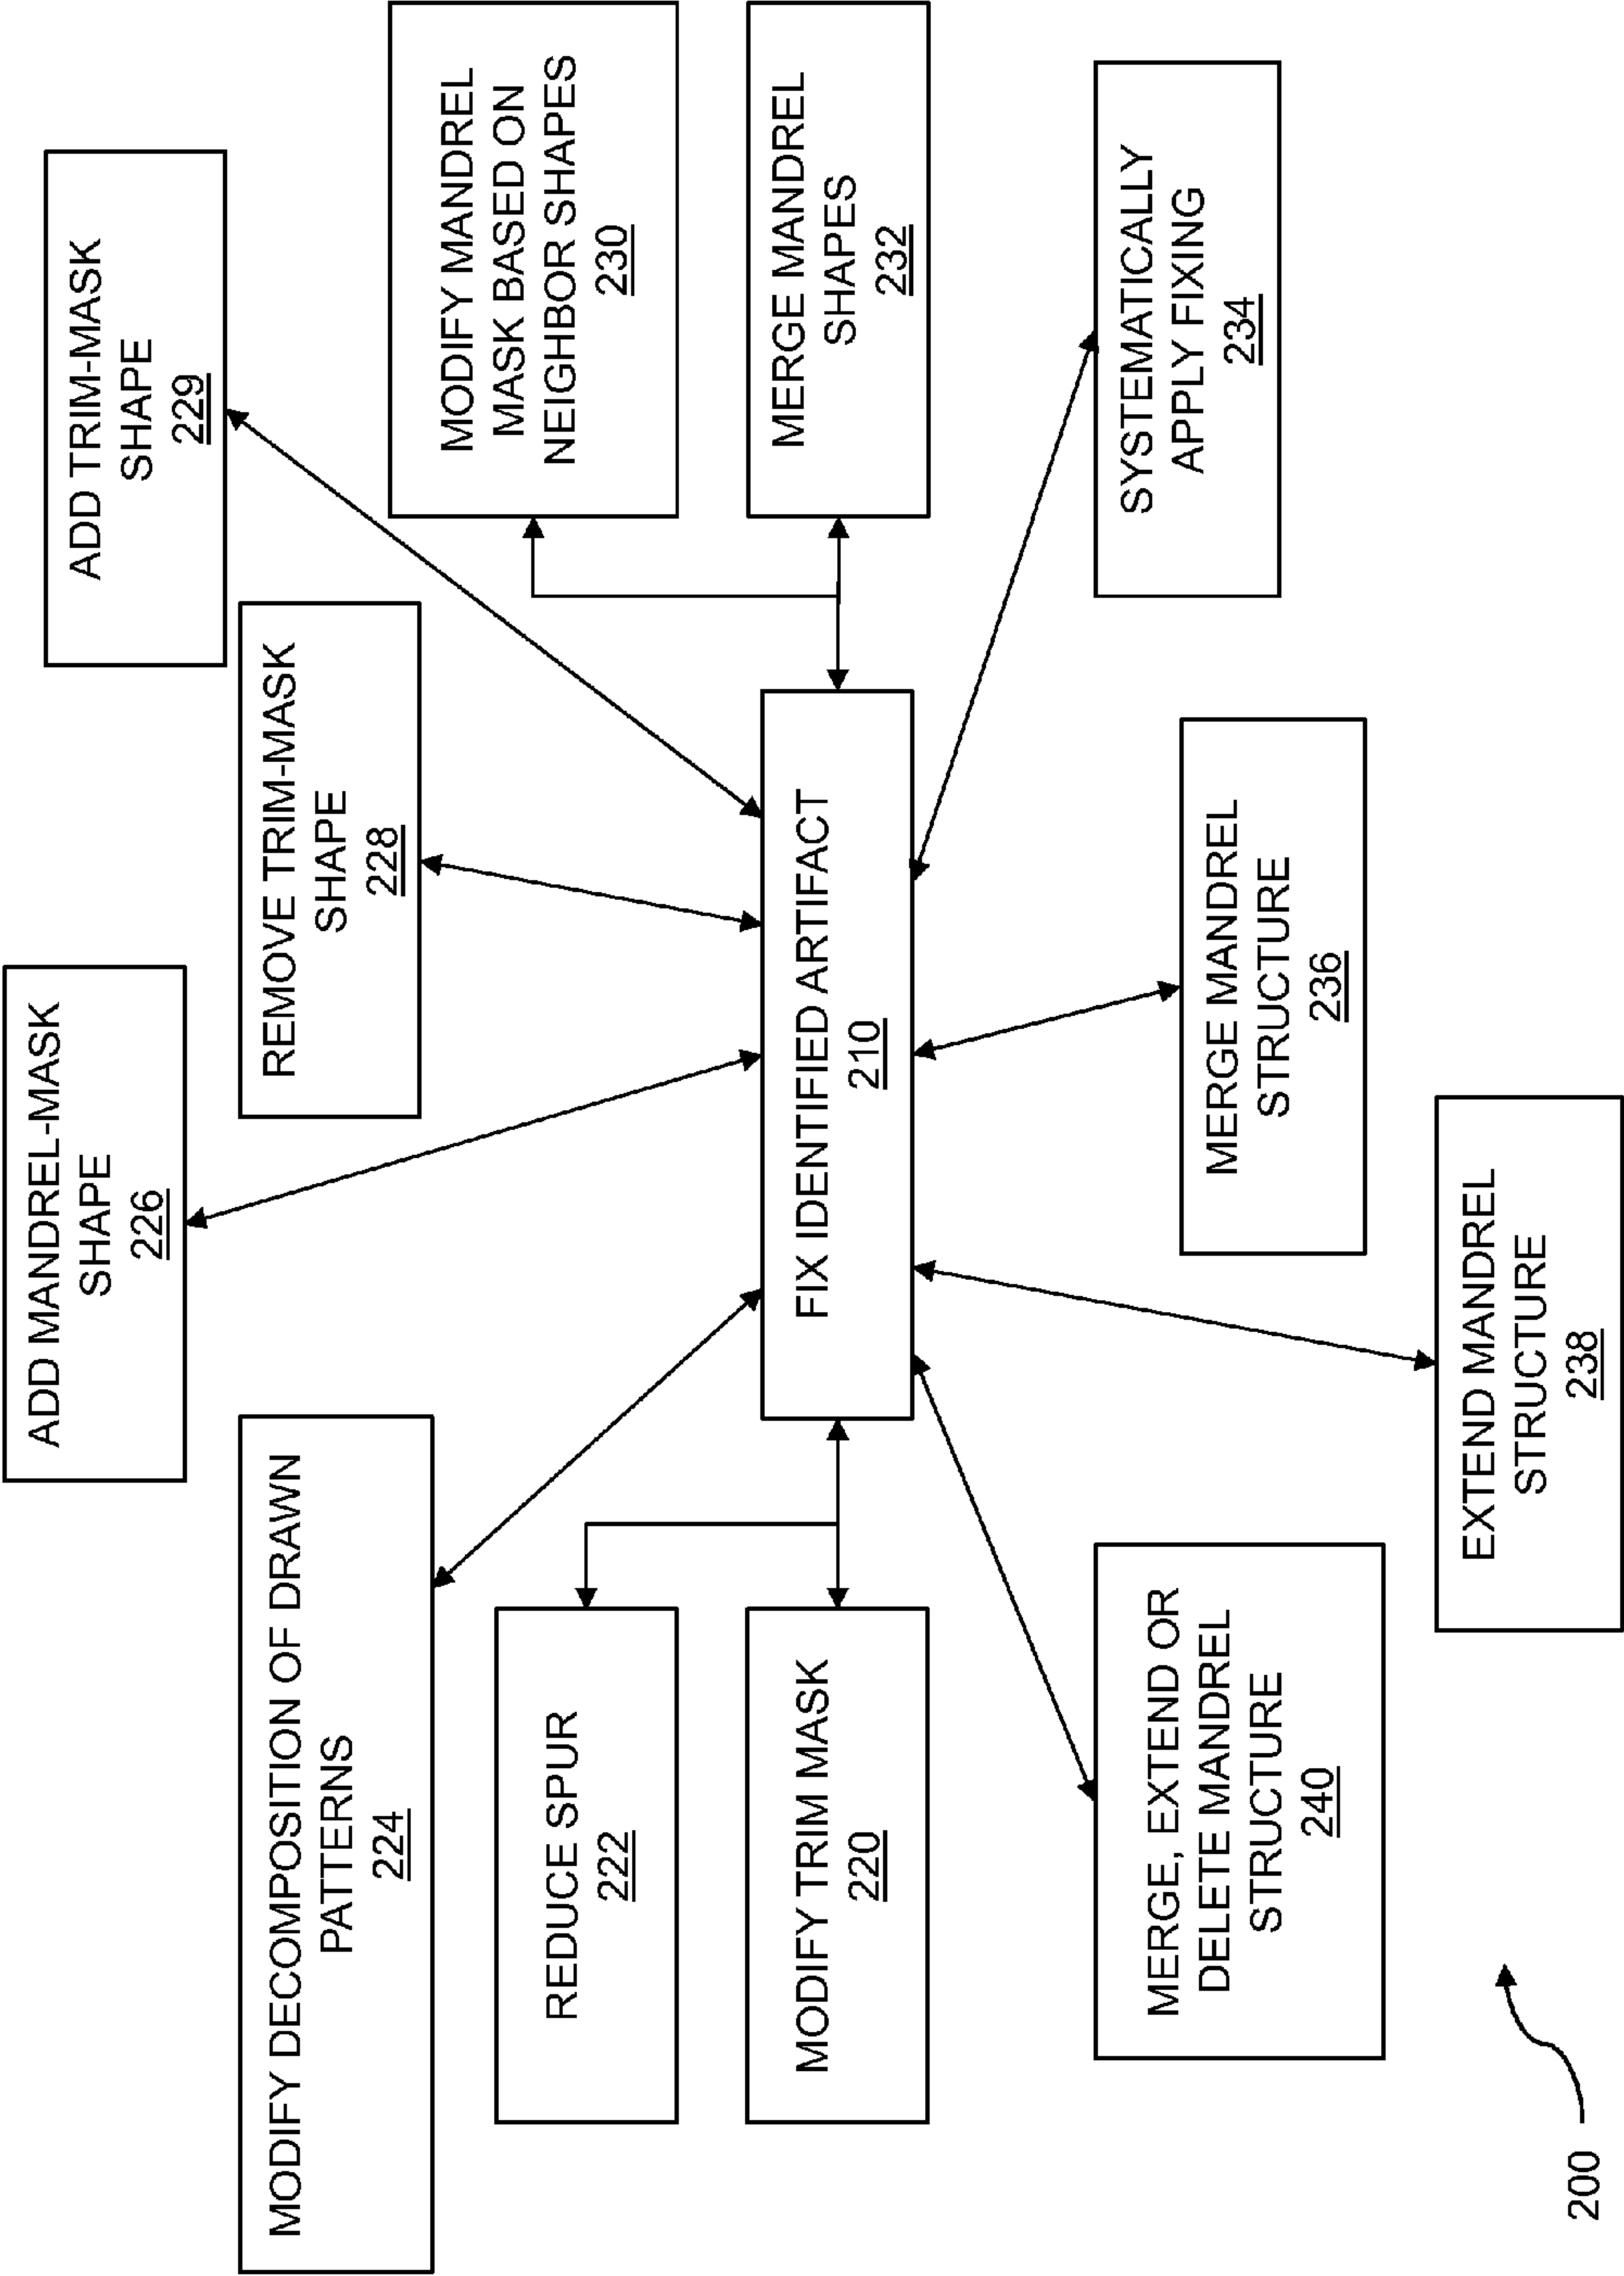 ADD MANDREL-MASK
SHAPE
226
ADD TRIM-MASK
SHAPE
229
MODIFY DECOMPOSITION OF DRAWN
PATTERNS
224
REMOVE TRIM-MASK
SHAPE
228
MODIFY MANDREL
MASK BASED ON
NEIGHBOR SHAPES
230
REDUCE SPUR
222
MODIFY TRIM MASK
220
FIX IDENTIFIED ARTIFACT
210
MERGE MANDREL
SHAPES
232
MERGE, EXTEND OR
DELETE MANDREL
STRUCTURE
240
MERGE MANDREL
STRUCTURE
236
SYSTEMATICALLY
APPLY FIXING
234
EXTEND MANDREL
STRUCTURE
238
200